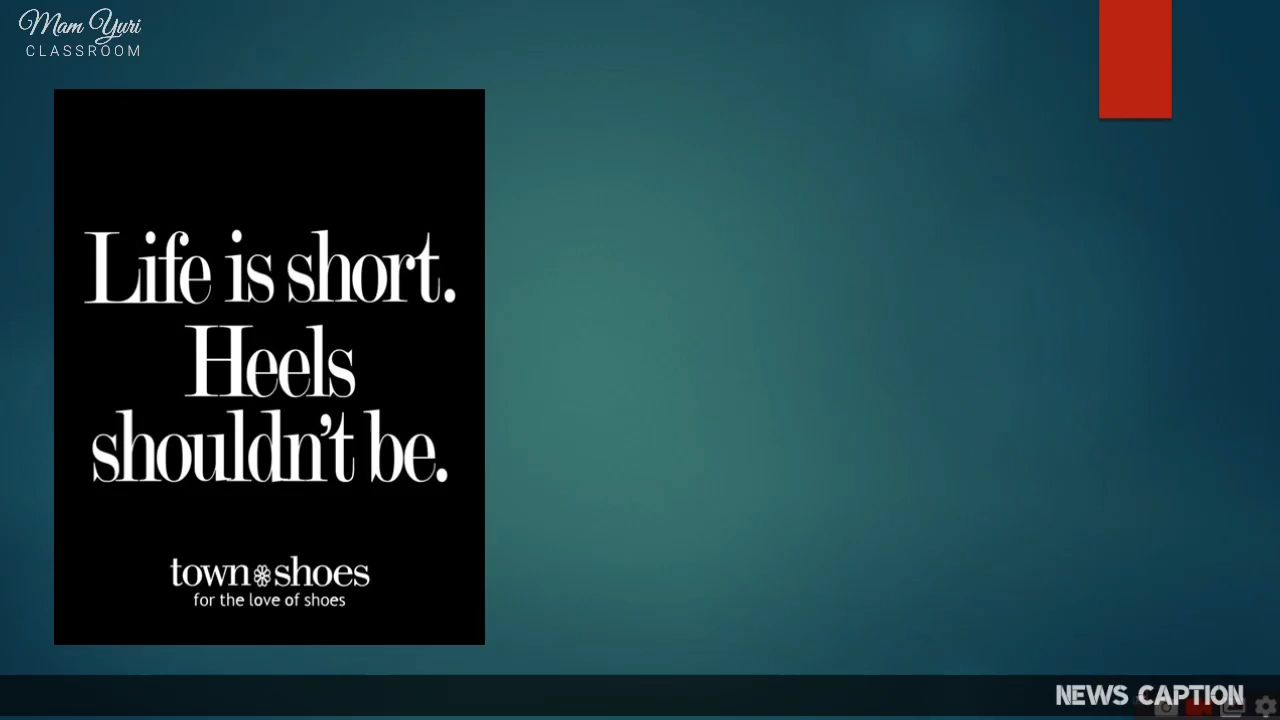 Mam Yuri
CLASSROOM
Life is short.
Heels
shouldn't be.
town shoes
for the love of shoes
NEWS CAPTION